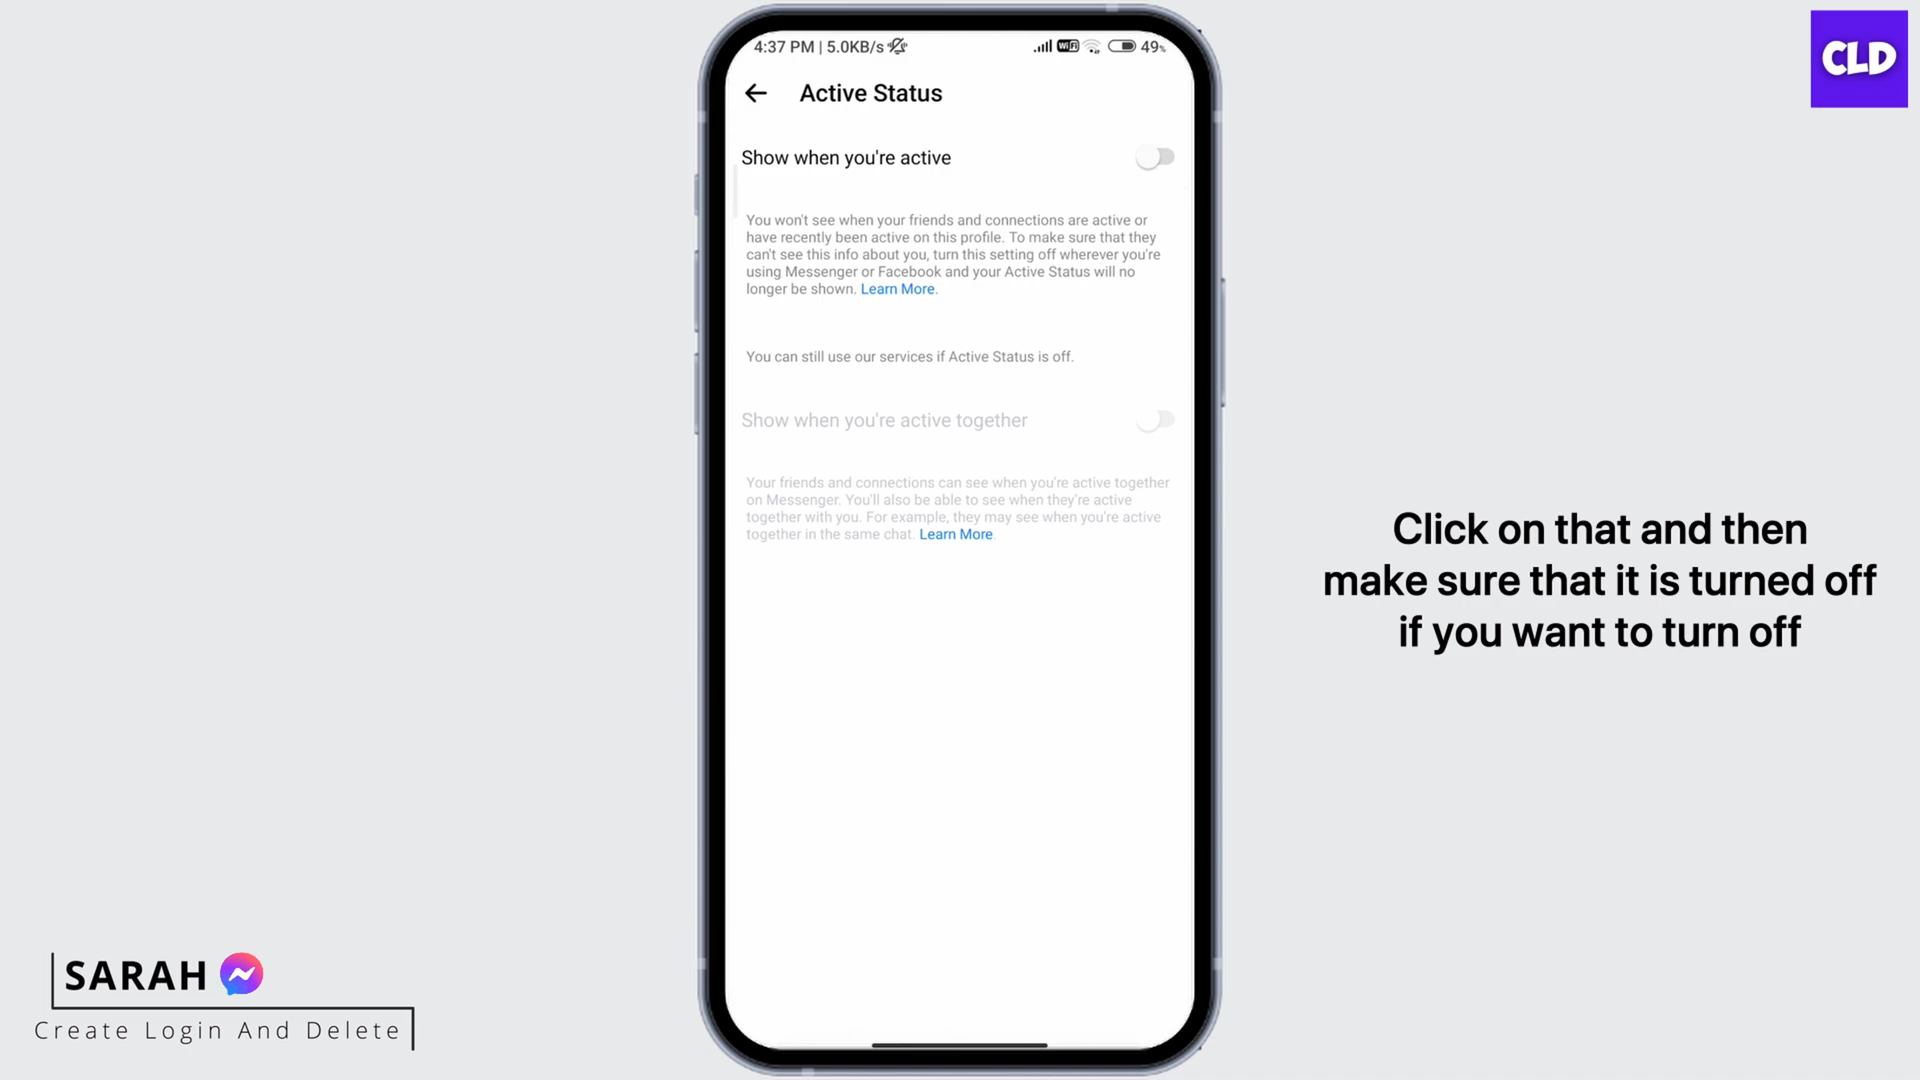 4:37 PM | 5.0KB/s
WiFi
49%
CLD
Active Status
Show when you're active
You won't see when your friends and connections are active or
have recently been active on this profile. To make sure that they
can't see this info about you, turn this setting off wherever you're
using Messenger or Facebook and your Active Status will no
longer be shown. Learn More.
You can still use our services if Active Status is off.
Show when you're active together
Your friends and connections can see when you're active together
on Messenger. You'll also be able to see when they're active
together with you. For example, they may see when you're active
together in the same chat. Learn More.
Click on that and then
make sure that it is turned off
if you want to turn off
SARAH
Create Login And Delete